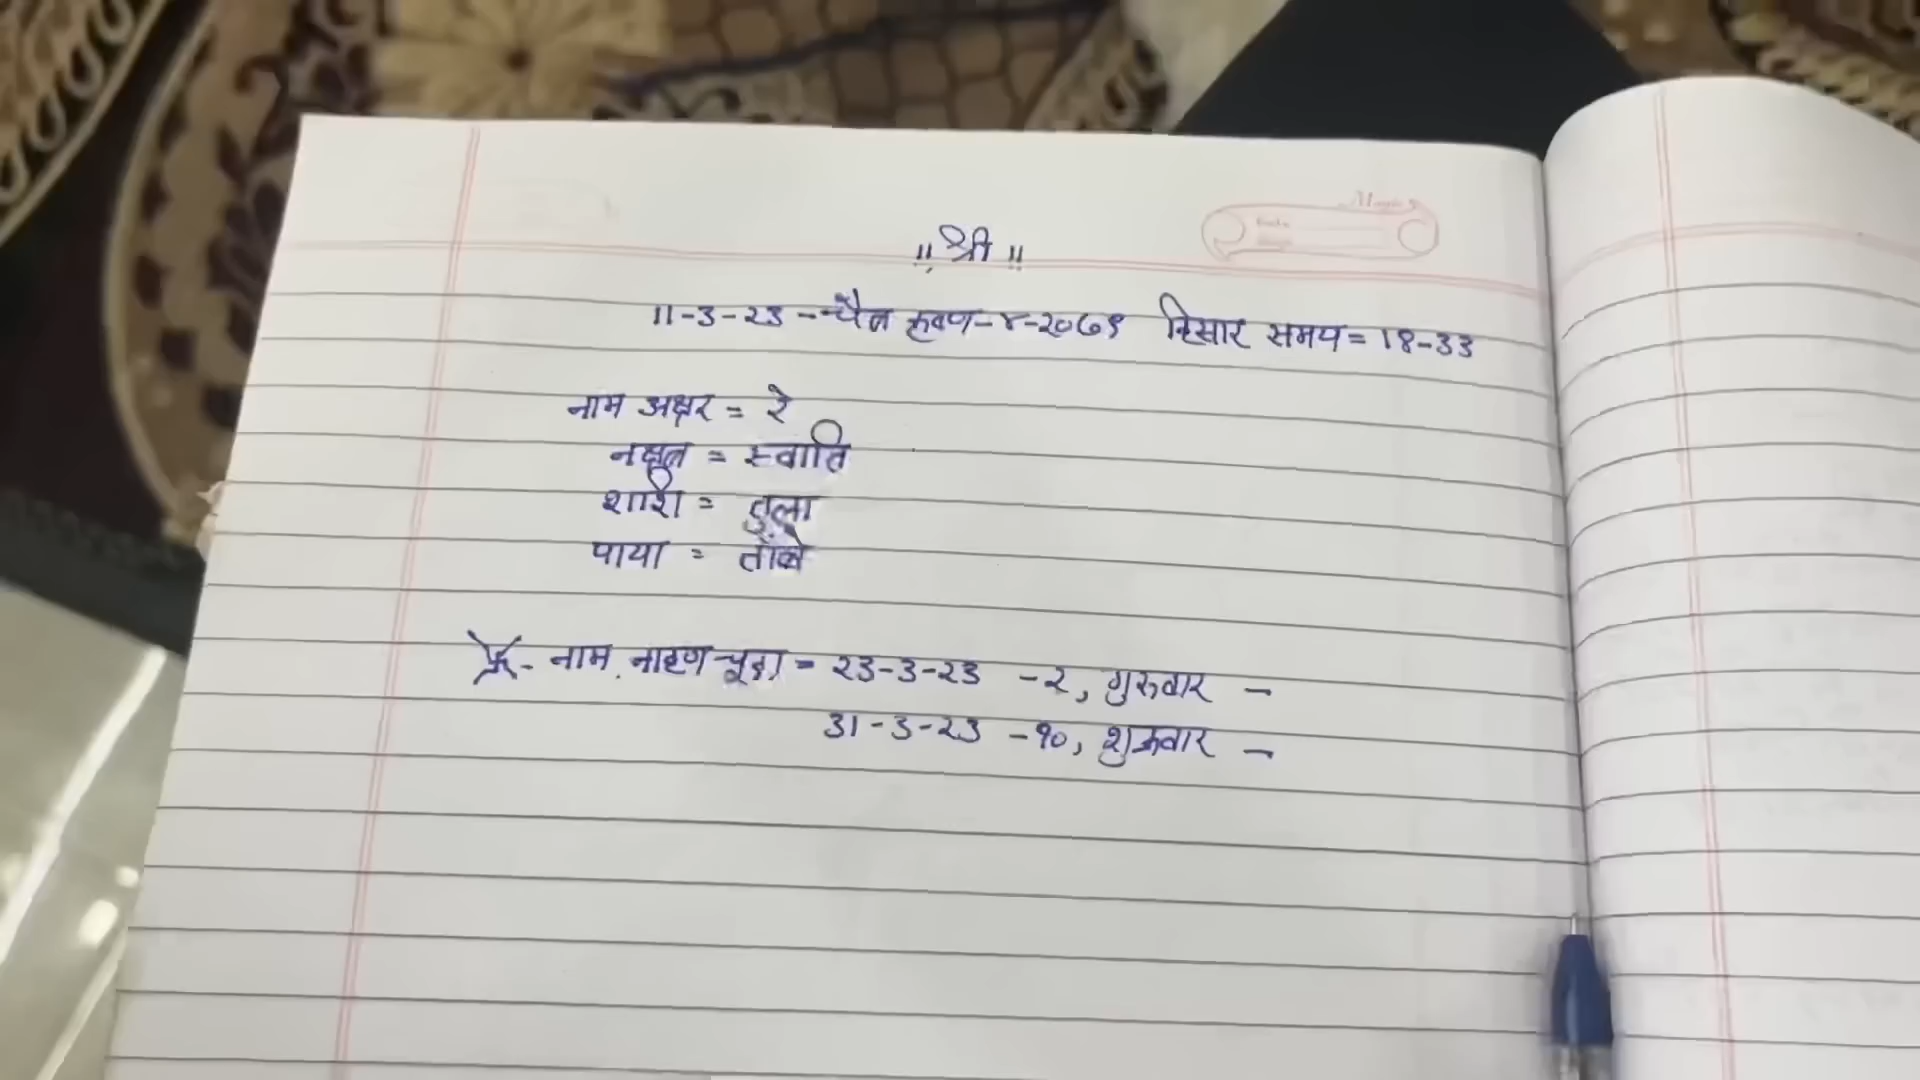 ॥ श्री ॥
11-3-23 -- चैत्र कृष्ण-४-२०७९ हिसार समय = 18-33
नाम अक्षर = रे
नक्षत्र = स्वाति
राशि = तुला
पाया =
नाम, नाहण पूजा = 23-3-23 -२, गुरुवार -
31-3-23 -१०, शुक्रवार -